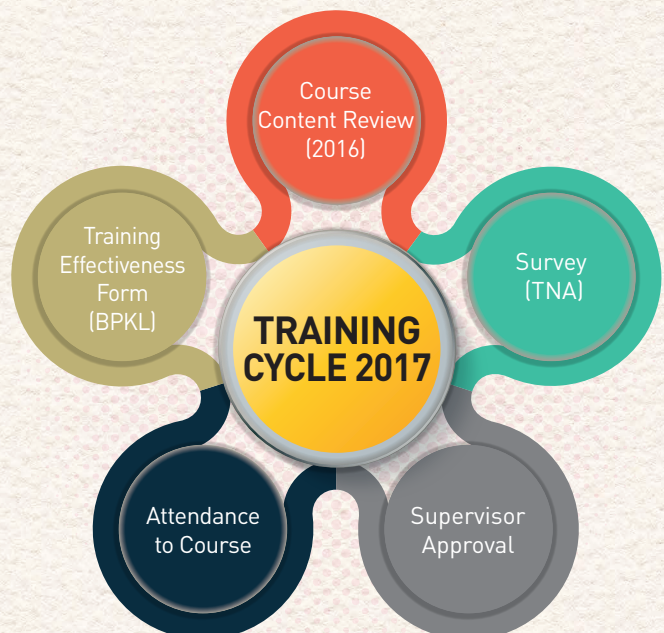 Course
Content Review
(2016)
Survey
(TNA)
Supervisor
Approval
Attendance
to Course
Training
Effectiveness
Form
(BPKL)
TRAINING
CYCLE 2017